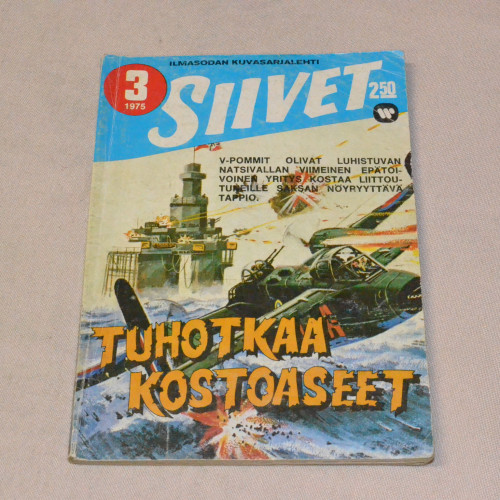 ILMASODAN KUVASARJALEHTI
3
1975
SIIVET
2.50
V-POMMIT OLIVAT LUHISTUVAN
NATSIVALLAN VIIMEINEN EPÄTOI-
VOINEN YRITYS KOSTAA LIITTOU-
TUNEILLE SAKSAN NÖYRYYTTÄVÄ
TAPPIO.
TUHOTKAA
KOSTOASEET